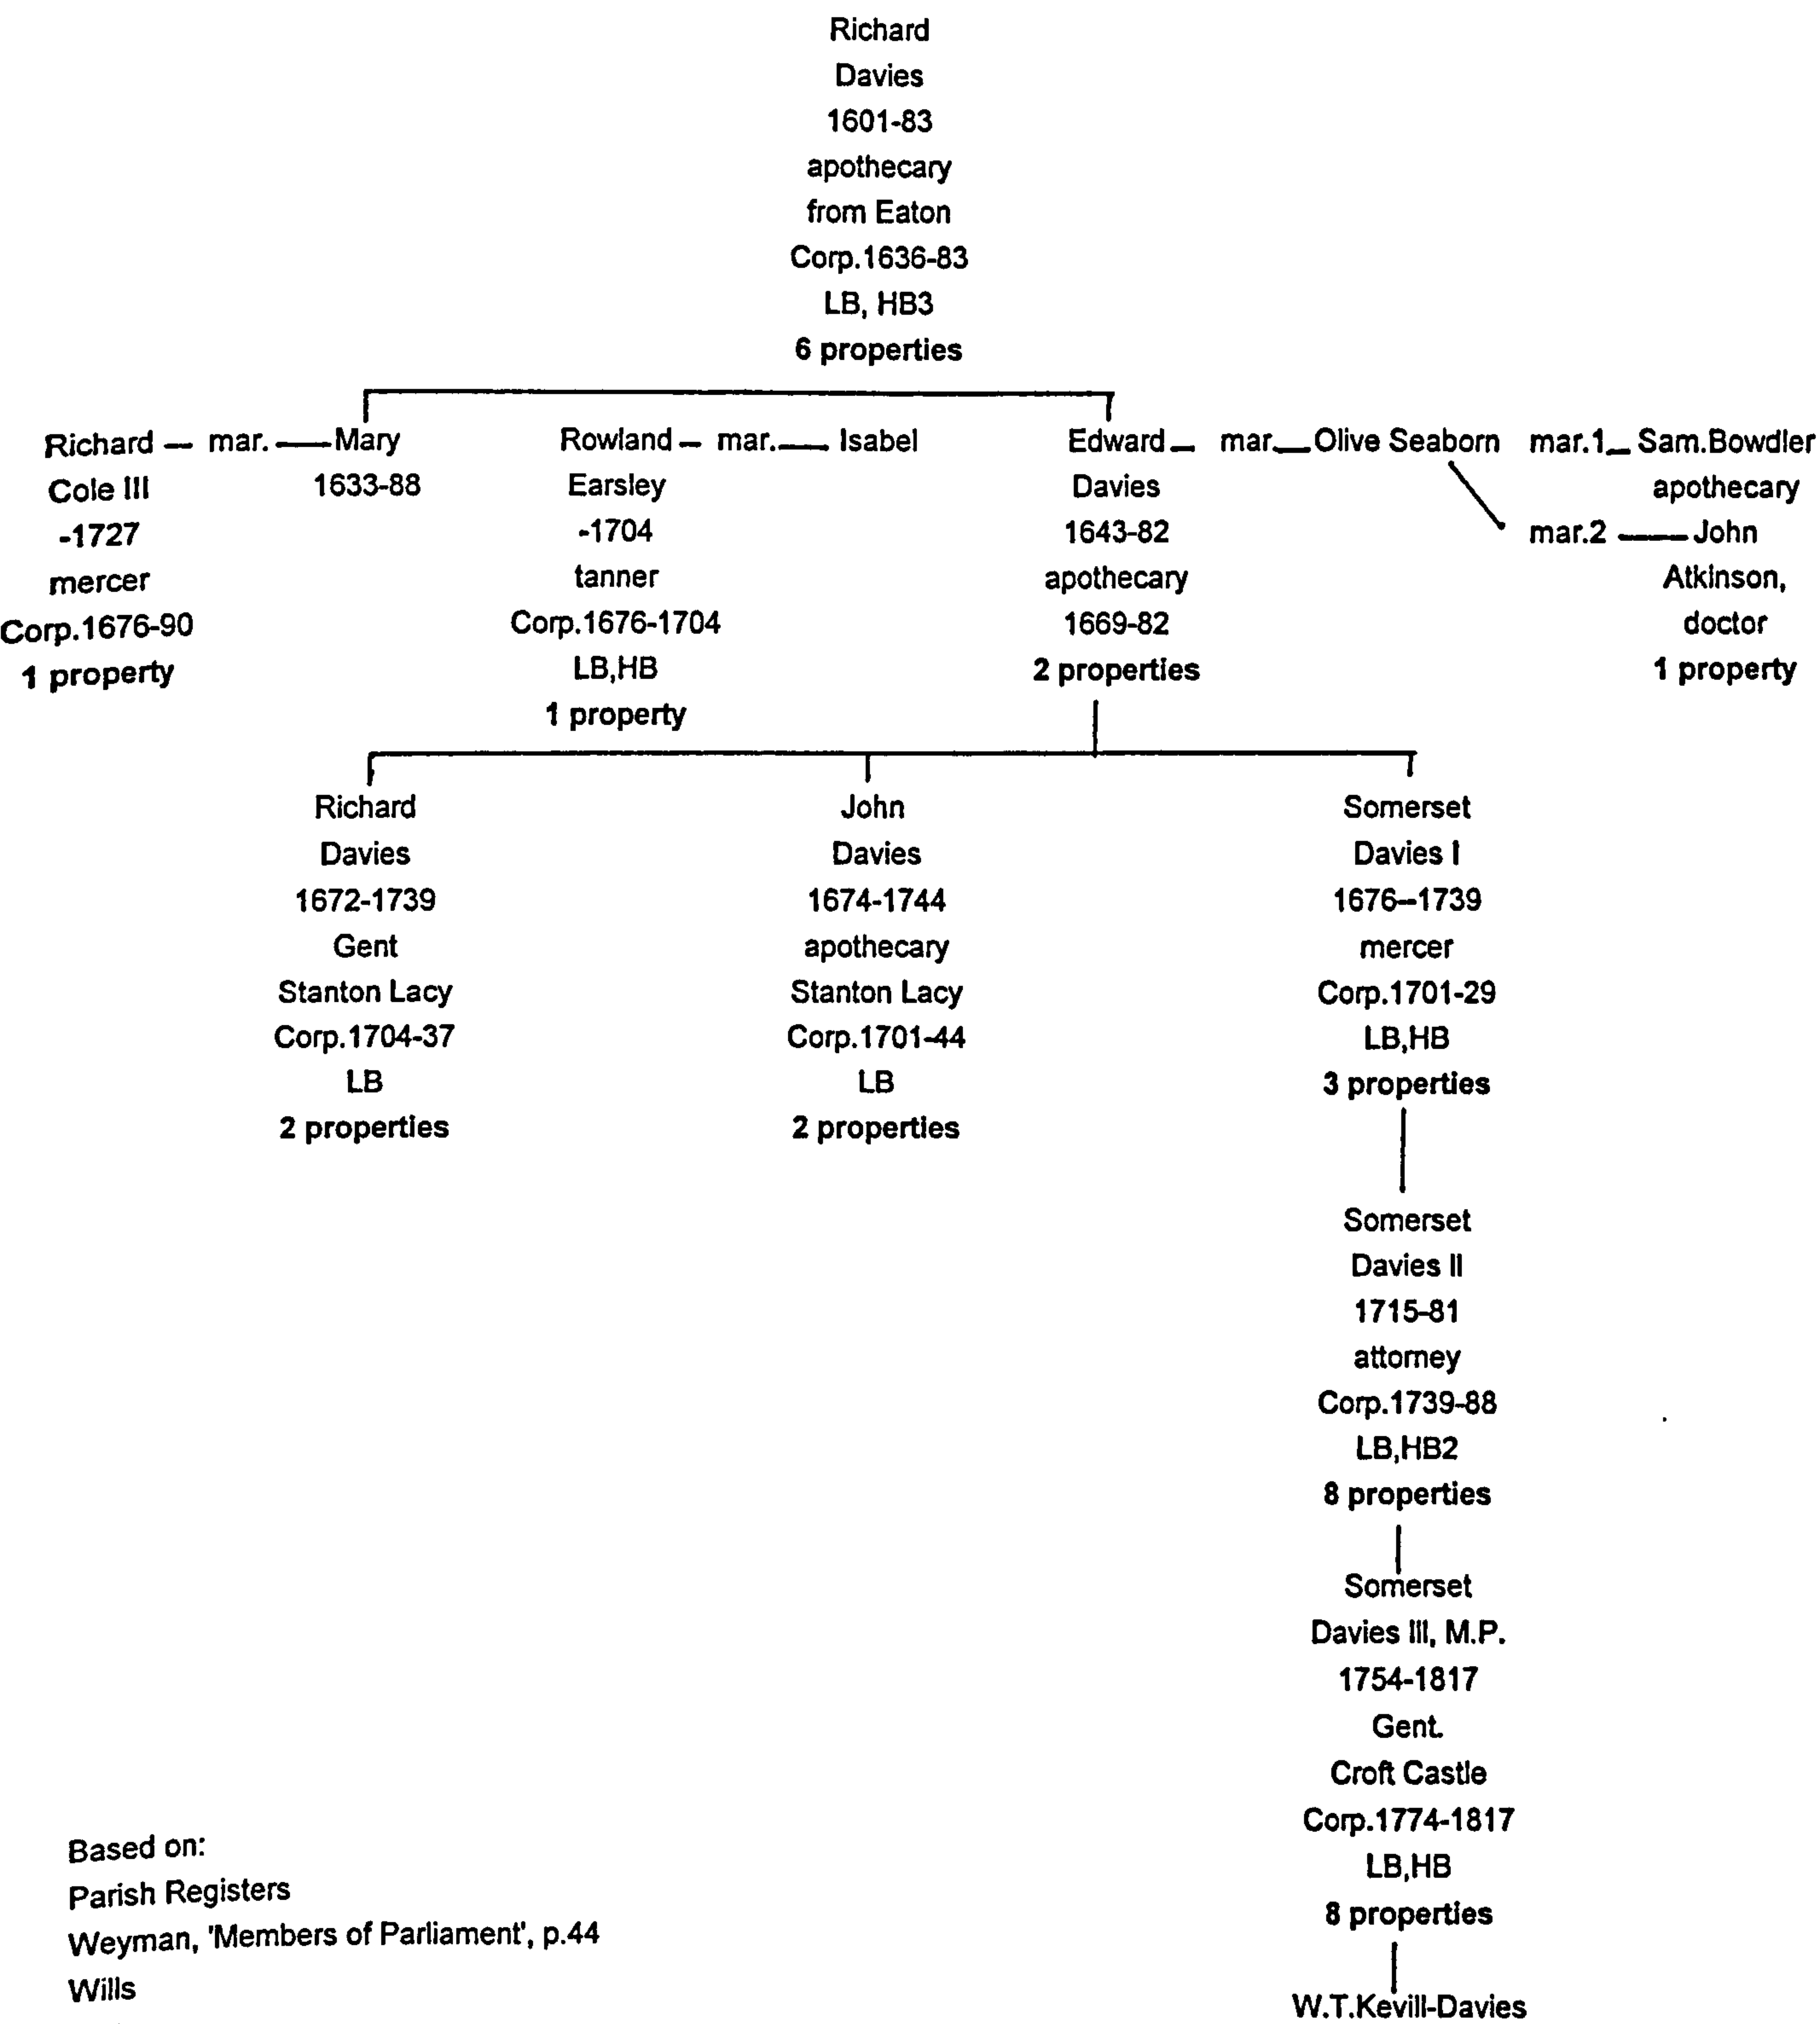 Richard
Davies
1601-83
apothecary
from Eaton
Corp.1636-83
LB, HB3
6 properties
Richard — mar. — Mary
Cole III
-1727
mercer
Corp.1676-90
1 property
1633-88
Rowland — mar. — Isabel
Earsley
-1704
tanner
Corp.1676-1704
LB,HB
1 property
Edward — mar. — Olive Seaborn mar.1 — Sam.Bowdler
Davies
1643-82
apothecary
1669-82
2 properties
apothecary
mar.2 — John
Atkinson,
doctor
1 property
Richard
Davies
1672-1739
Gent
Stanton Lacy
Corp.1704-37
LB
2 properties
John
Davies
1674-1744
apothecary
Stanton Lacy
Corp.1701-44
LB
2 properties
Somerset
Davies I
1676--1739
mercer
Corp.1701-29
LB,HB
3 properties
Somerset
Davies II
1715-81
attorney
Corp.1739-88
LB,HB2
8 properties
Somerset
Davies III, M.P.
1754-1817
Gent.
Croft Castle
Corp.1774-1817
LB,HB
8 properties
W.T.Kevill-Davies
Based on:
Parish Registers
Weyman, 'Members of Parliament', p.44
Wills